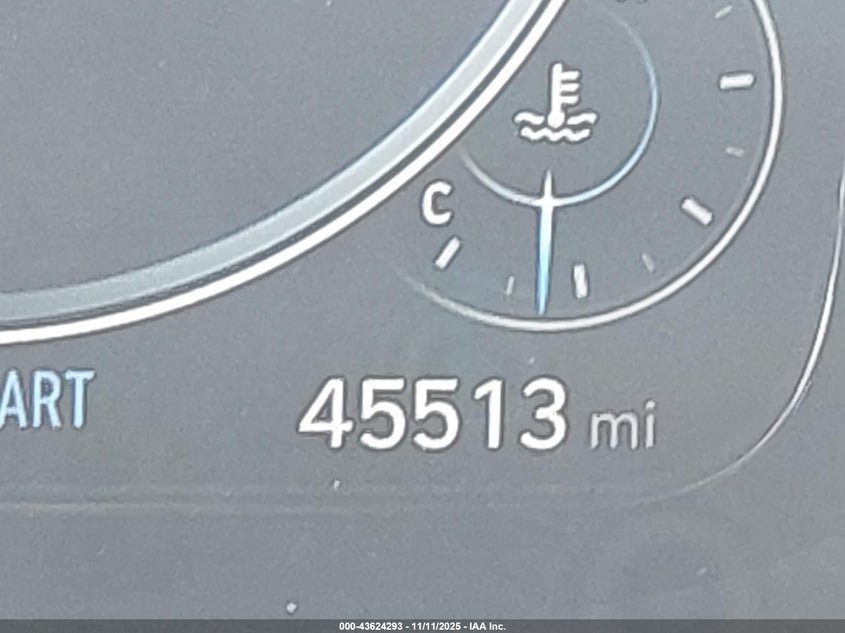 C
ART
45513 mi
000-43624293 - 11/11/2025 - IAA Inc.